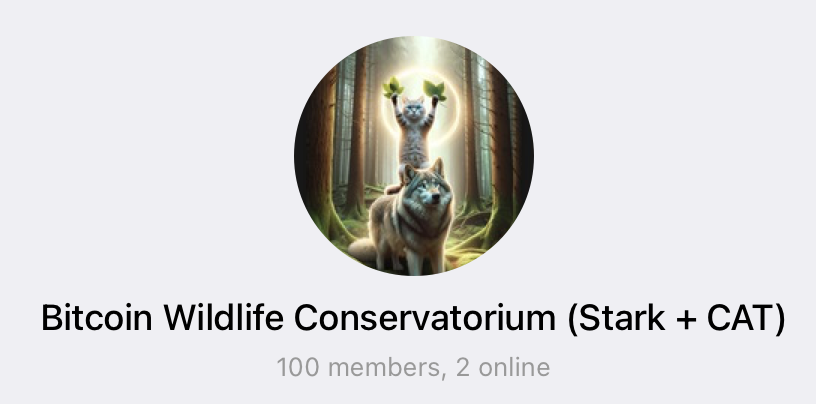 Bitcoin Wildlife Conservatorium (Stark + CAT)
100 members, 2 online